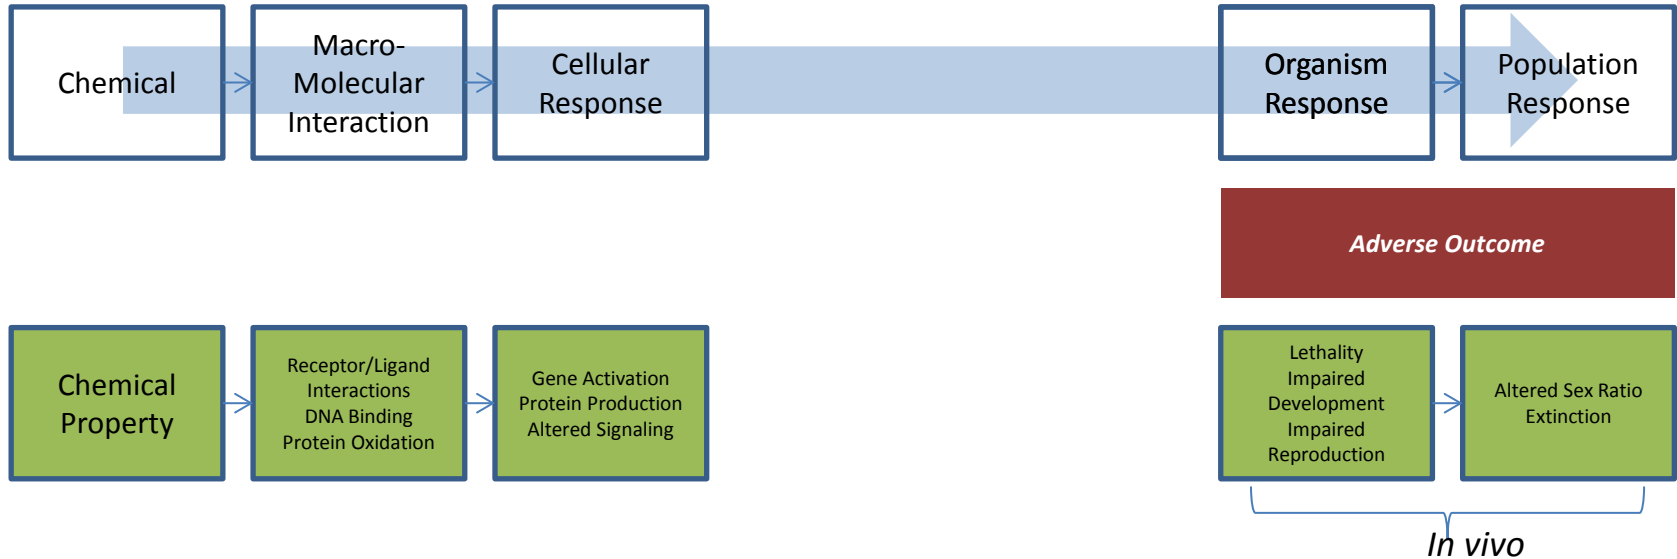 Chemical
Macro-
Molecular
Interaction
Cellular
Response
Organism
Response
Population
Response
Adverse Outcome
Chemical
Property
Receptor/Ligand
Interactions
DNA Binding
Protein Oxidation
Gene Activation
Protein Production
Altered Signaling
Lethality
Impaired
Development
Impaired
Reproduction
Altered Sex Ratio
Extinction
In vivo